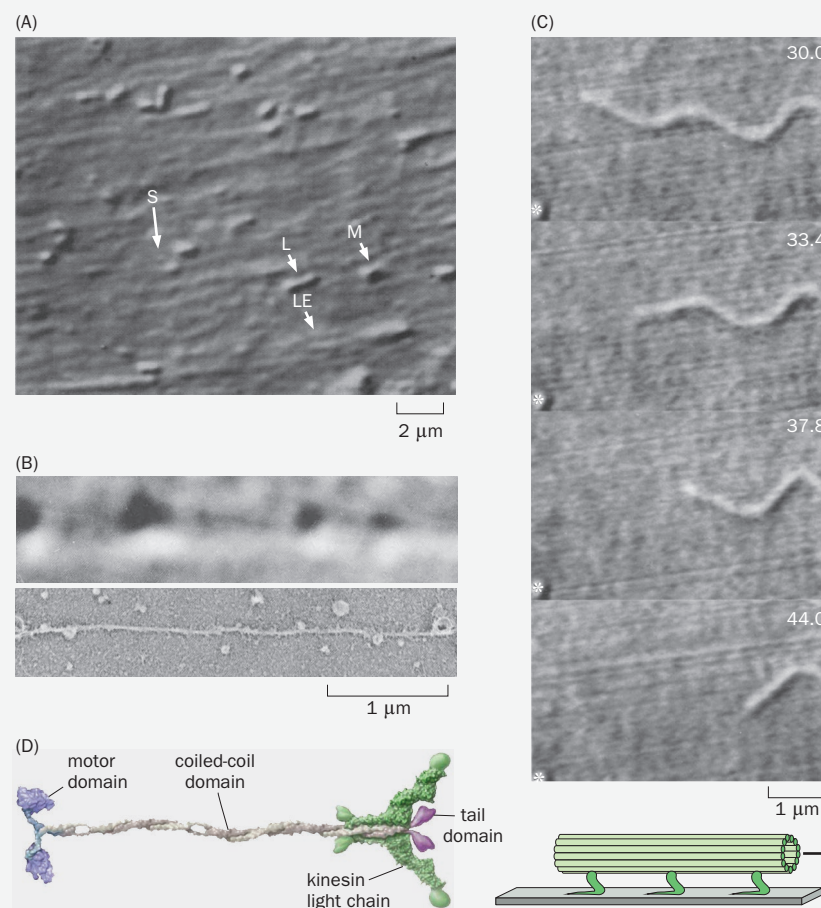 (A)
S
L
M
LE
2 μm
(B)
1 μm
(C)
30.0
33.4
37.8
44.0
1 μm
(D)
motor
domain
coiled-coil
domain
tail
domain
kinesin
light chain